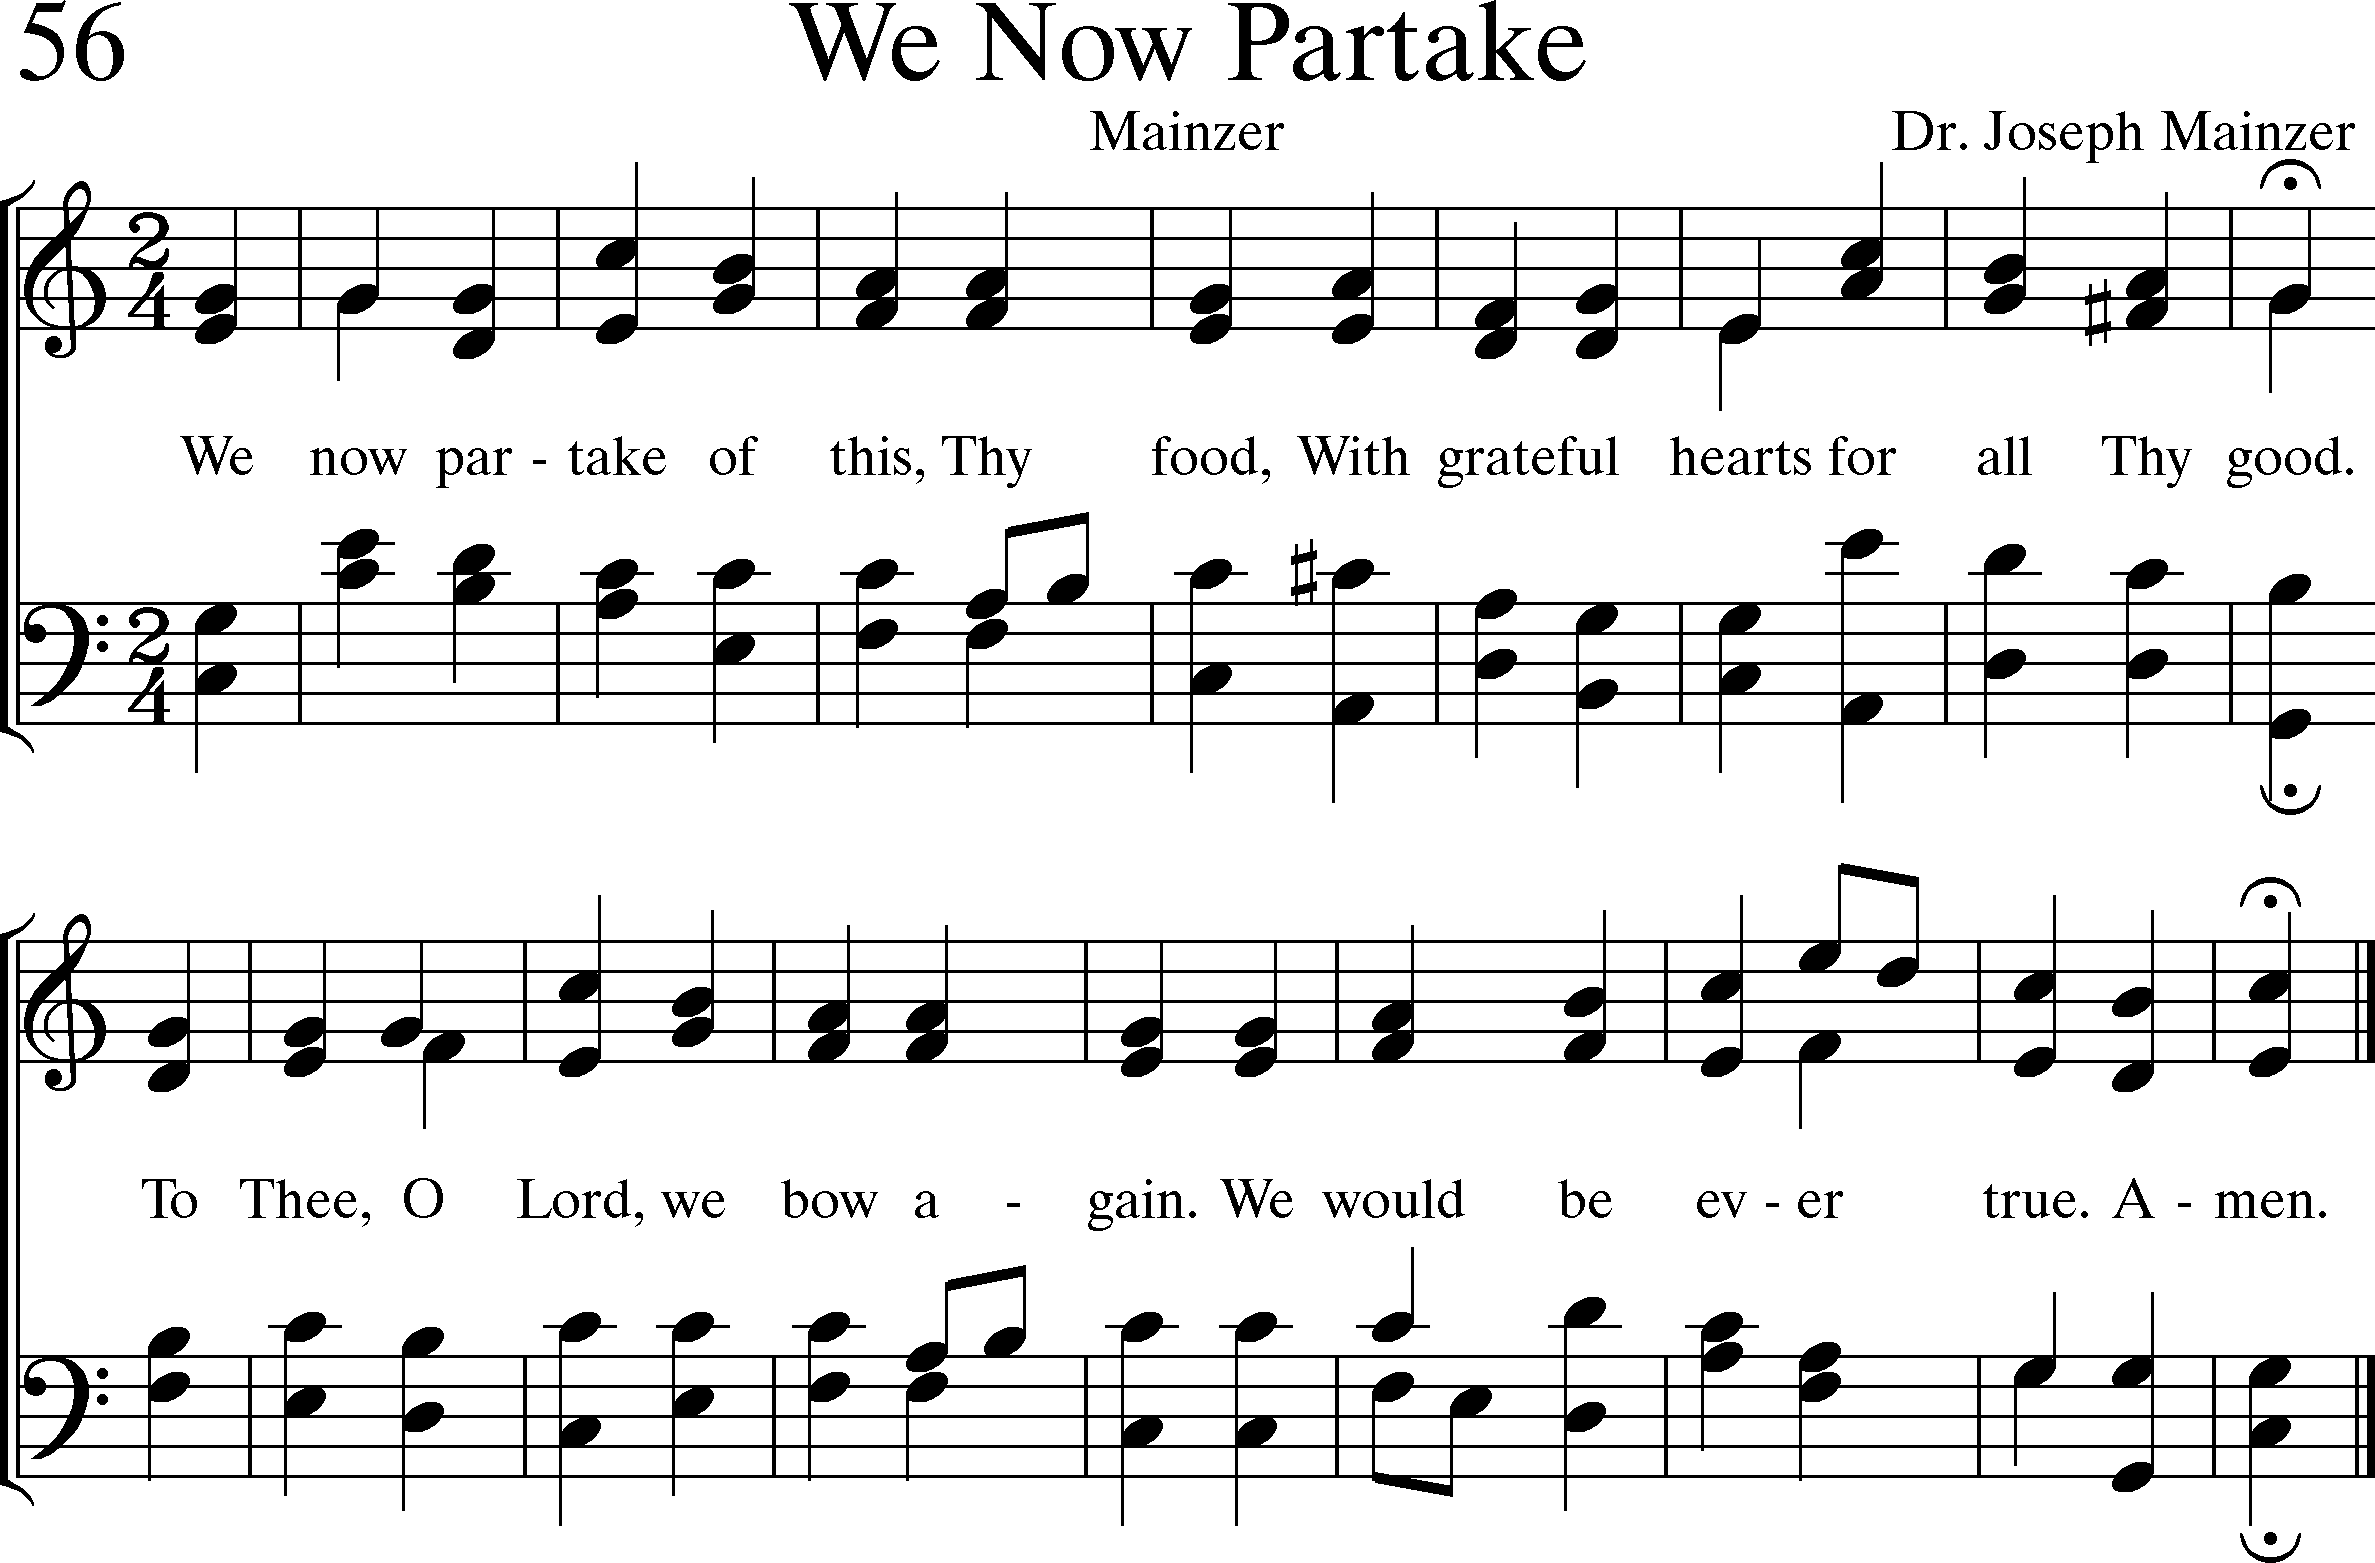 56
We Now Partake
Mainzer
Dr. Joseph Mainzer
2
4
We now par - take of this, Thy food, With grateful hearts for all Thy good.
2
4
To Thee, O Lord, we bow a - gain. We would be ev - er true. A - men.